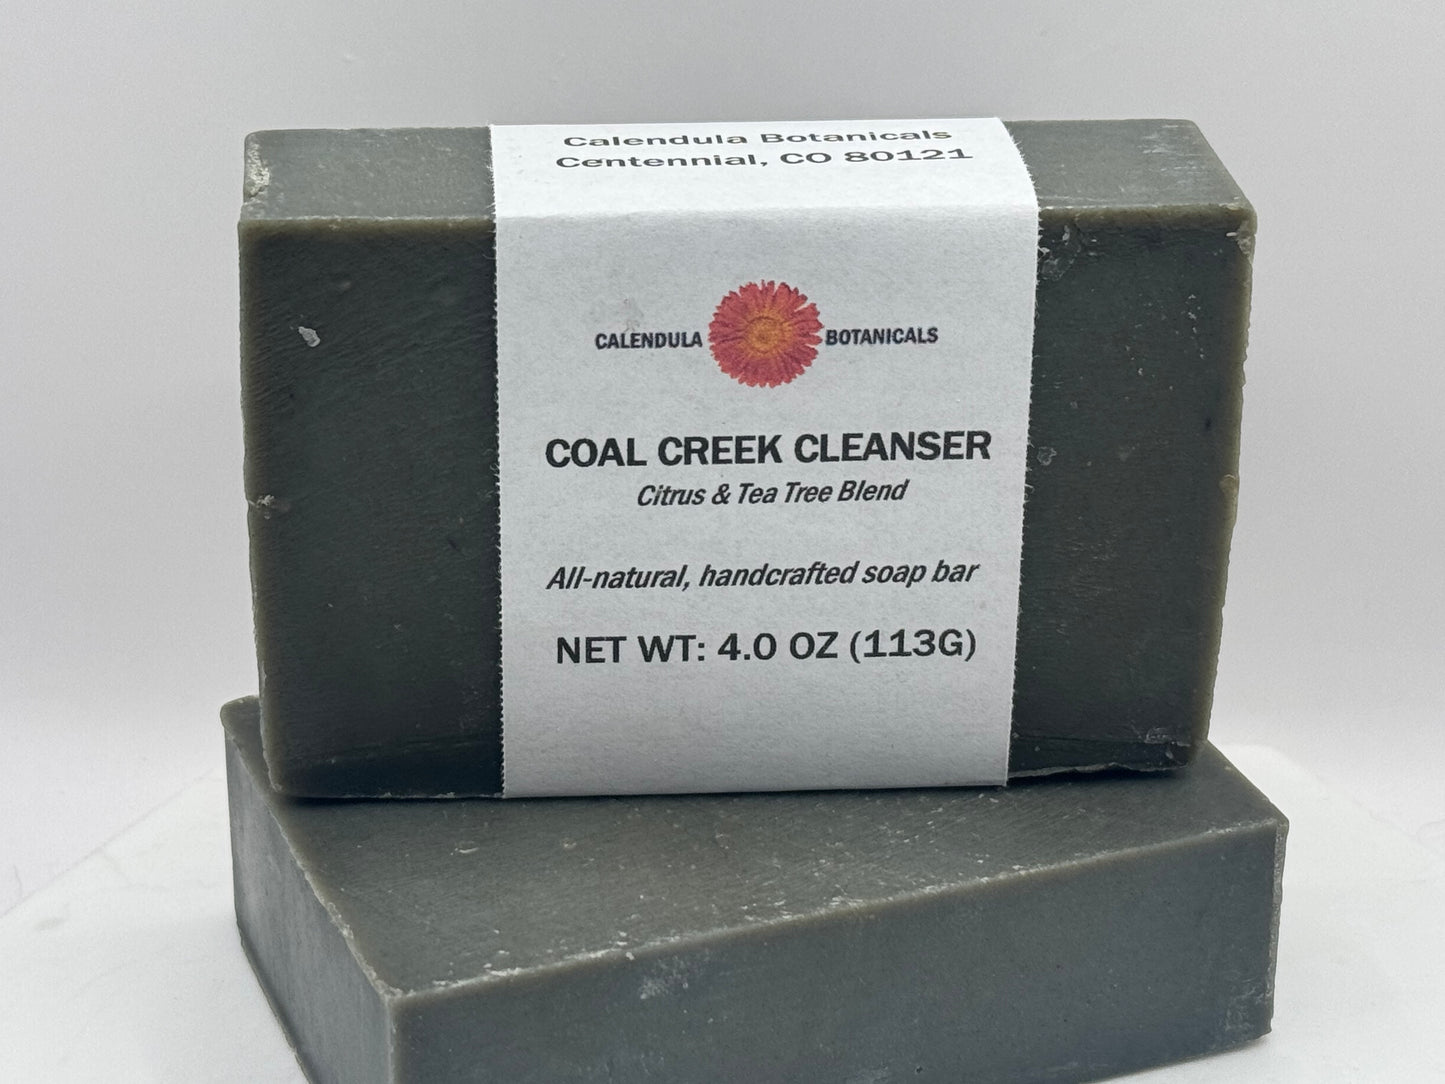 Calendula Botanicals
Centennial, CO 80121
CALENDULA BOTANICALS
COAL CREEK CLEANSER
Citrus & Tea Tree Blend
All-natural, handcrafted soap bar
NET WT: 4.0 OZ (113G)